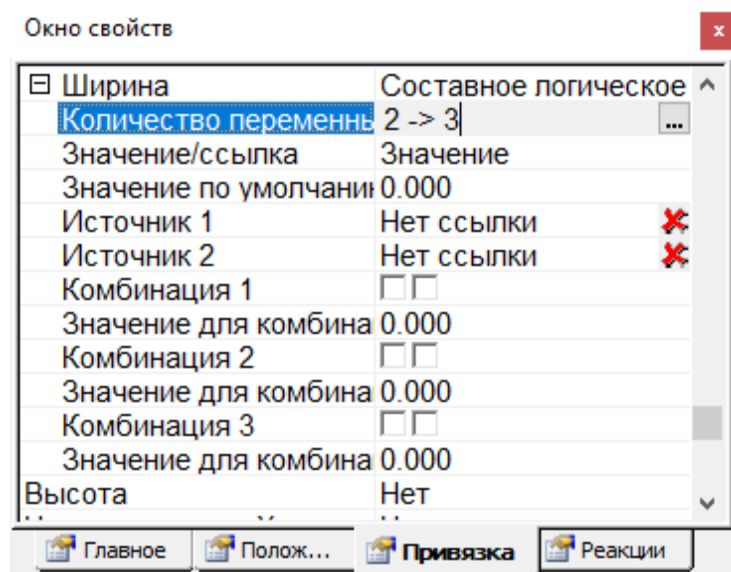 Окно свойств
Ширина Составное логическое
Количество переменны 2 -> 3 ...
Значение/ссылка Значение
Значение по умолчани 0.000
Источник 1 Нет ссылки
Источник 2 Нет ссылки
Комбинация 1
Значение для комбина 0.000
Комбинация 2
Значение для комбина 0.000
Комбинация 3
Значение для комбина 0.000
Высота Нет
Главное Полож... Привязка Реакции